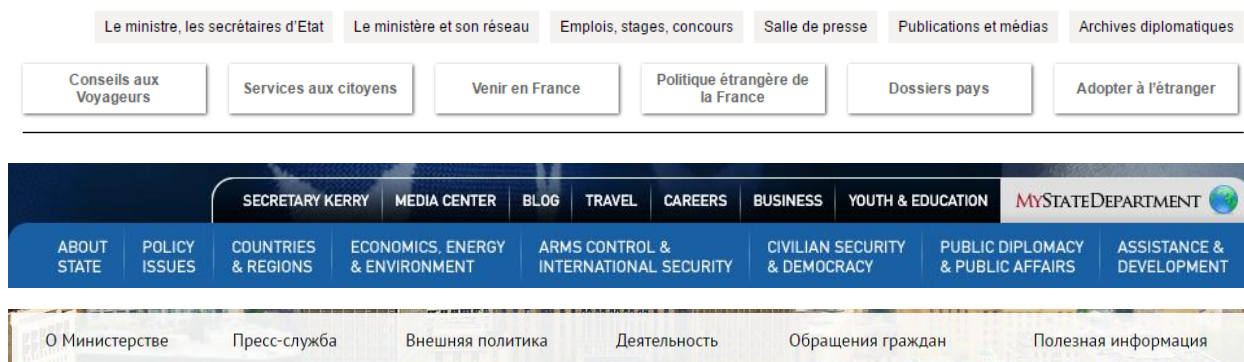 Le ministre, les secrétaires d’Etat Le ministère et son réseau Emplois, stages, concours Salle de presse Publications et médias Archives diplomatiques
Conseils aux
Voyageurs
Services aux citoyens
Venir en France
Politique étrangère de
la France
Dossiers pays
Adopter à l’étranger
SECRETARY KERRY MEDIA CENTER BLOG TRAVEL CAREERS BUSINESS YOUTH & EDUCATION MYSTATEDEPARTMENT
ABOUT
STATE
POLICY
ISSUES
COUNTRIES
& REGIONS
ECONOMICS, ENERGY
& ENVIRONMENT
ARMS CONTROL &
INTERNATIONAL SECURITY
CIVILIAN SECURITY
& DEMOCRACY
PUBLIC DIPLOMACY
& PUBLIC AFFAIRS
ASSISTANCE &
DEVELOPMENT
О Министерстве Пресс-служба Внешняя политика Деятельность Обращения граждан Полезная информация